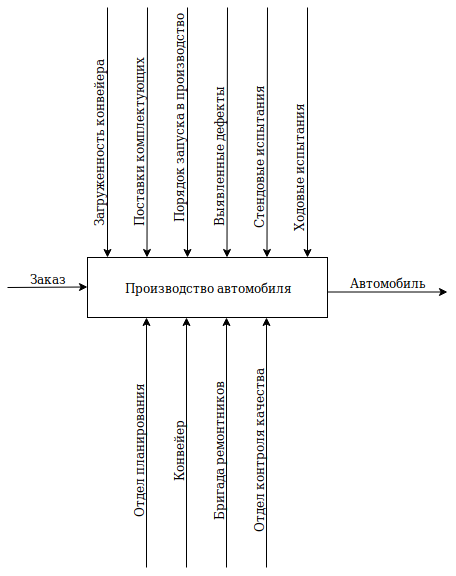 Загруженность конвейера
Поставки комплектующих
Порядок запуска в производство
Выявленные дефекты
Стендовые испытания
Ходовые испытания
Заказ
Производство автомобиля
Автомобиль
Отдел планирования
Конвейер
Бригада ремонтников
Отдел контроля качества